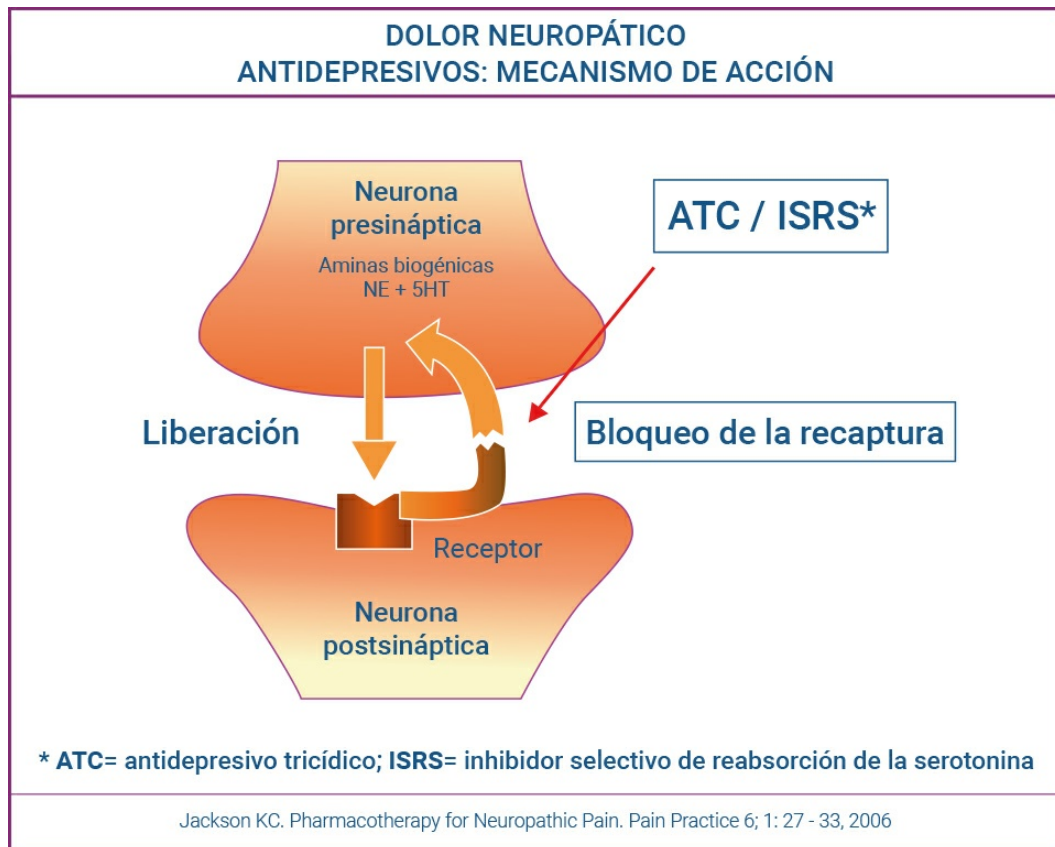 DOLOR NEUROPÁTICO
ANTIDEPRESIVOS: MECANISMO DE ACCIÓN
Neurona
presináptica
Aminas biogénicas
NE + 5HT
ATC / ISRS*
Liberación
Bloqueo de la recaptura
Receptor
Neurona
postsináptica
* ATC= antidepresivo tricídico; ISRS= inhibidor selectivo de reabsorción de la serotonina
Jackson KC. Pharmacotherapy for Neuropathic Pain. Pain Practice 6; 1: 27 - 33, 2006